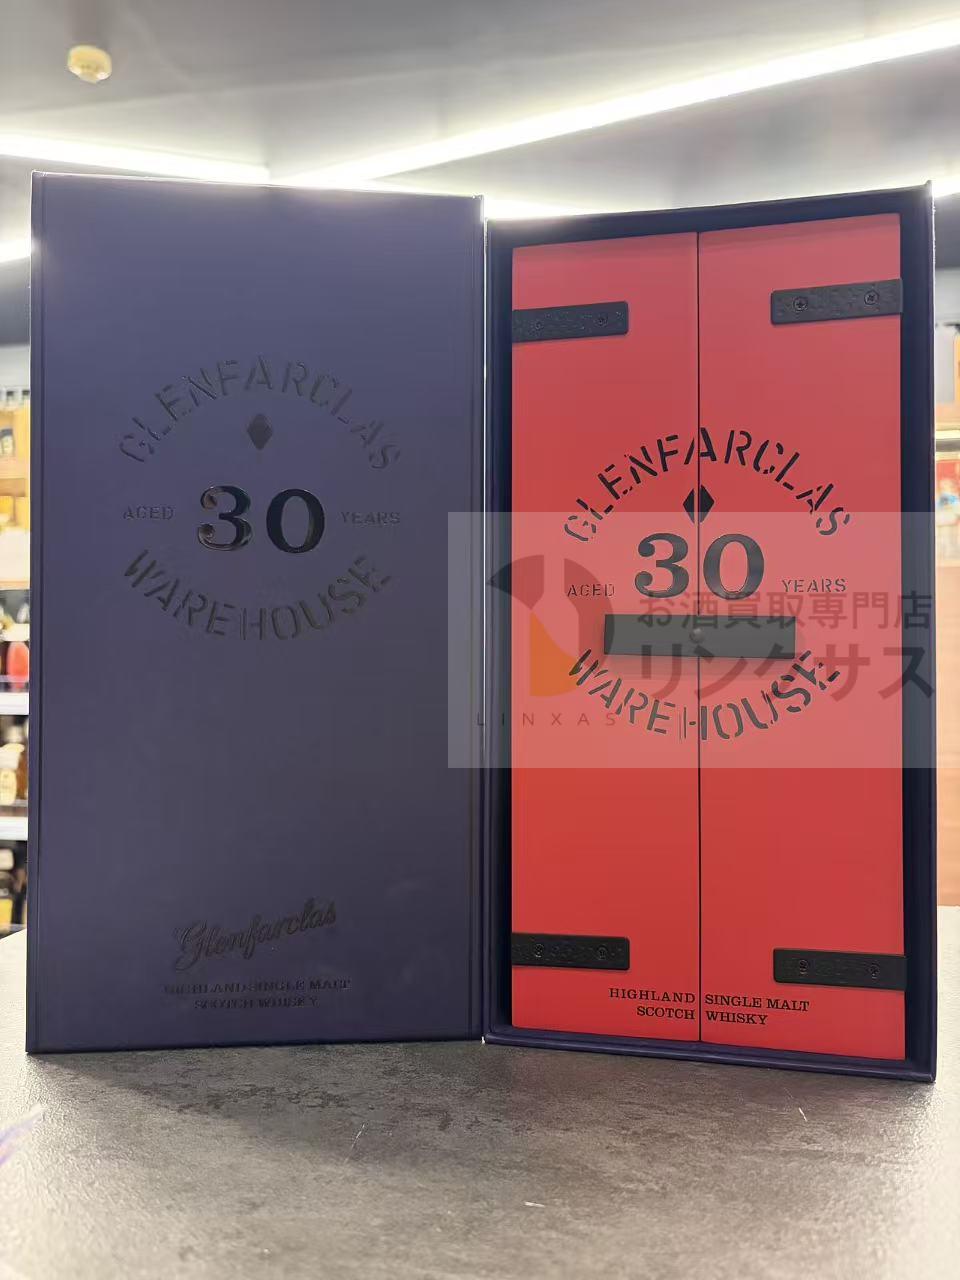 GLENFARCLAS
AGED 30 YEARS
WAREHOUSE
Glenfarclas
HIGHLAND SINGLE MALT
SCOTCH WHISKY
GLENFARCLAS
AGED 30 YEARS
WAREHOUSE
HIGHLAND SINGLE MALT
SCOTCH WHISKY
お酒買取専門店
リンクサス
LINXAS